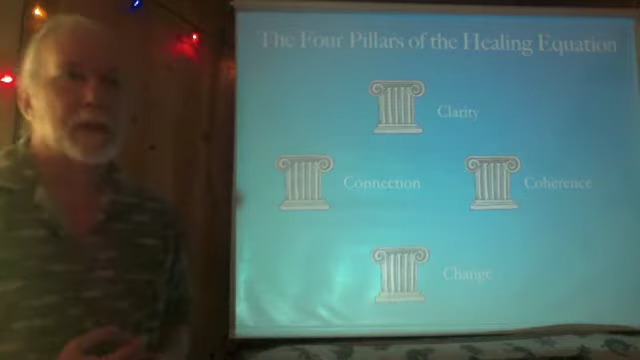 The Four Pillars of the Healing Equation
Clarity
Connection
Coherence
Change